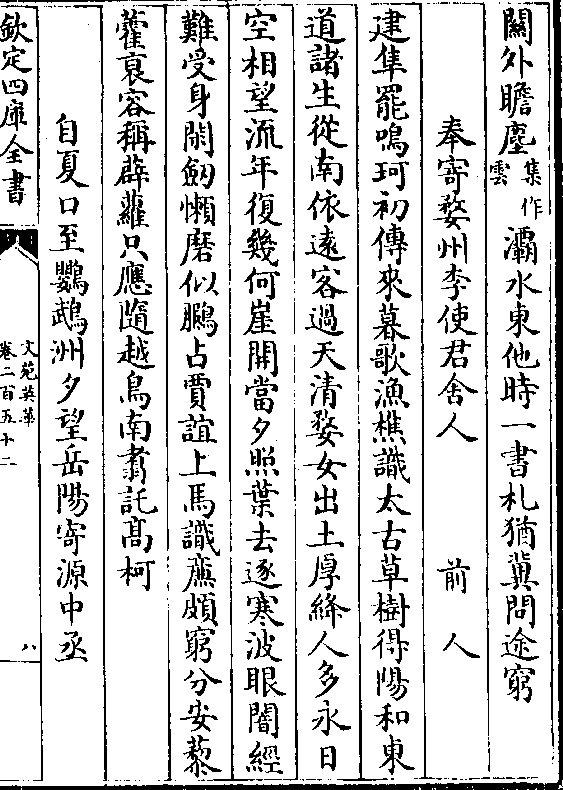 關外瞻塵集作雲灞水東他時一書札猶冀問途窮
奉寄婺州李使君舍人 前人
建隼罷鳴珂初傳來暮歌漁樵識太古草樹得陽和東
道諸生從南依遠客過天清婺女出土厚絳人多永日
空相望流年復幾何崖開當夕照葉去逐寒波眼闇經
難受身閑劒懶磨似鵩占賈誼上馬識廉頗窮分安藜
藿衰容稱薜蘿只應隨越鳥南翥託髙柯
自夏口至鸚鵡洲夕望岳陽寄源中丞
欽定四庫全書 文苑英華 卷二百五十二 八